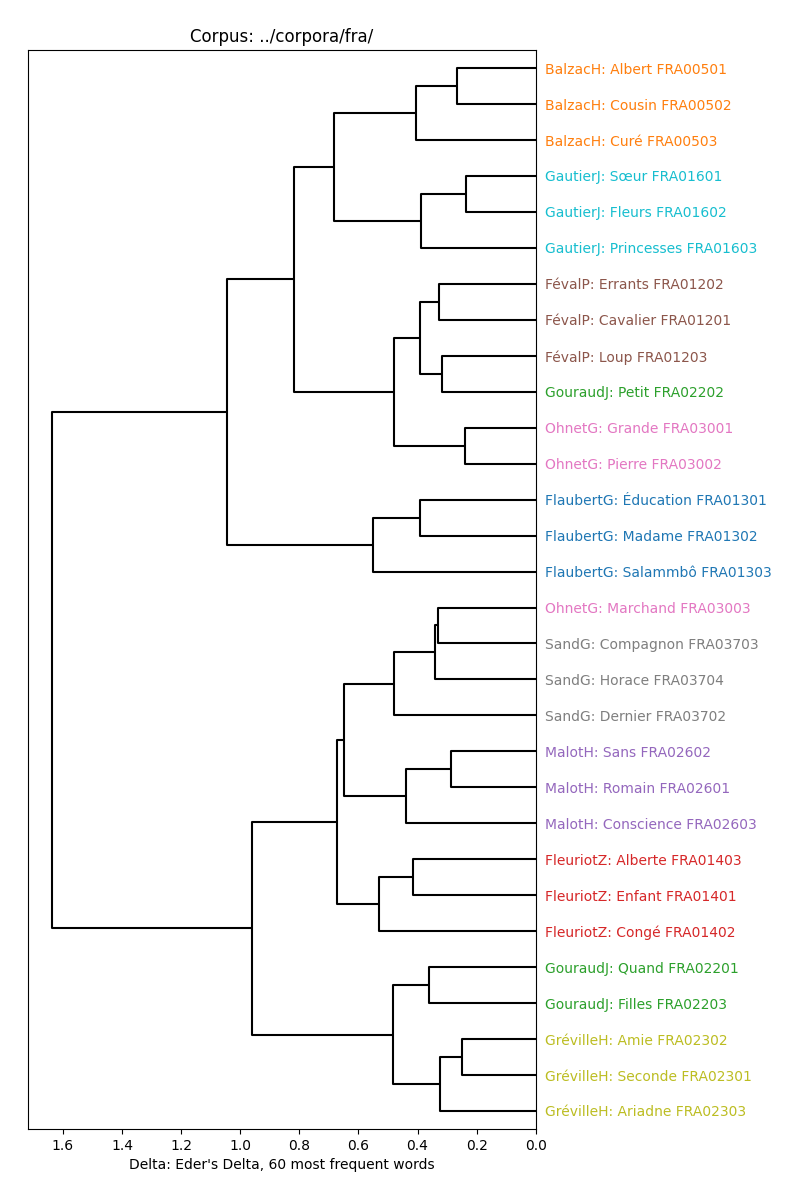 Corpus: ../corpora/fra/
BalzacH: Albert FRA00501
BalzacH: Cousin FRA00502
BalzacH: Curé FRA00503
GautierJ: Sœur FRA01601
GautierJ: Fleurs FRA01602
GautierJ: Princesses FRA01603
FévalP: Errants FRA01202
FévalP: Cavalier FRA01201
FévalP: Loup FRA01203
GouraudJ: Petit FRA02202
OhnetG: Grande FRA03001
OhnetG: Pierre FRA03002
FlaubertG: Éducation FRA01301
FlaubertG: Madame FRA01302
FlaubertG: Salammbô FRA01303
OhnetG: Marchand FRA03003
SandG: Compagnon FRA03703
SandG: Horace FRA03704
SandG: Dernier FRA03702
MalotH: Sans FRA02602
MalotH: Romain FRA02601
MalotH: Conscience FRA02603
FleuriotZ: Alberte FRA01403
FleuriotZ: Enfant FRA01401
FleuriotZ: Congé FRA01402
GouraudJ: Quand FRA02201
GouraudJ: Filles FRA02203
GrévilleH: Amie FRA02302
GrévilleH: Seconde FRA02301
GrévilleH: Ariadne FRA02303
1.6 1.4 1.2 1.0 0.8 0.6 0.4 0.2 0.0
Delta: Eder's Delta, 60 most frequent words